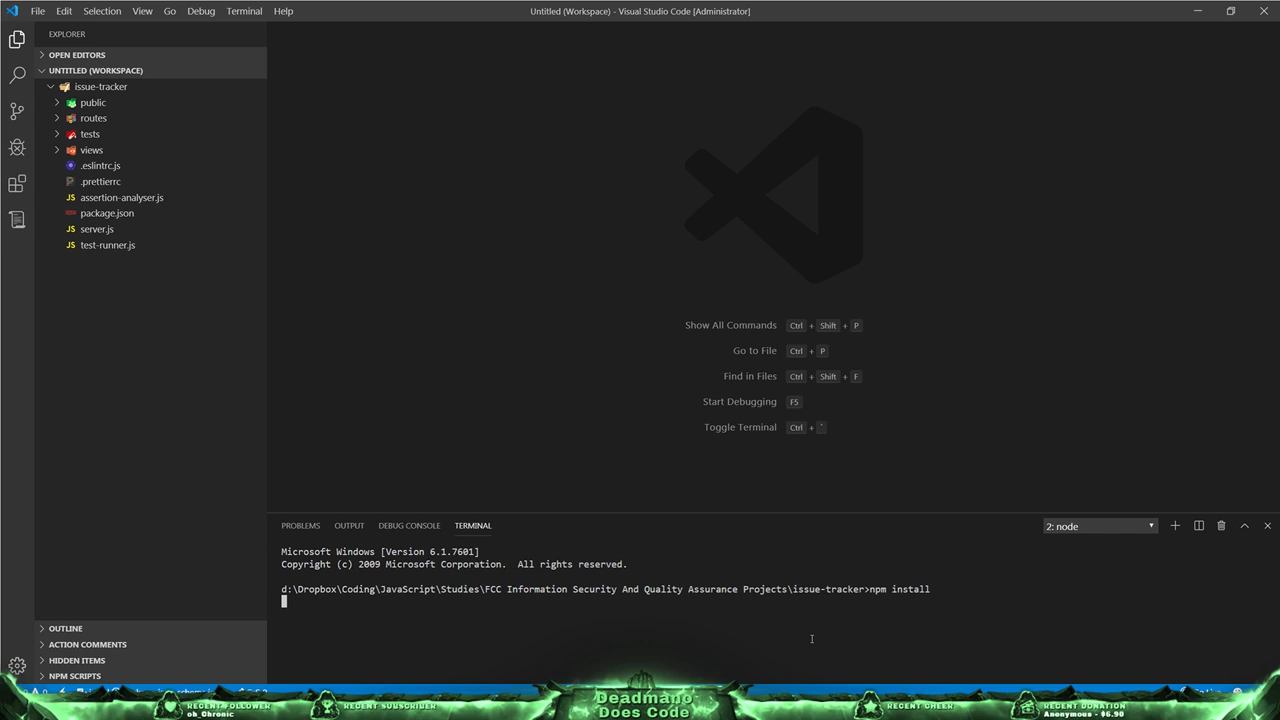 File Edit Selection View Go Debug Terminal Help
Untitled (Workspace) - Visual Studio Code [Administrator]
EXPLORER
OPEN EDITORS
UNTITLED (WORKSPACE)
issue-tracker
public
routes
tests
views
.eslintrc.js
.prettierrc
JS assertion-analyser.js
package.json
JS server.js
JS test-runner.js
OUTLINE
ACTION COMMENTS
HIDDEN ITEMS
NPM SCRIPTS
Show All Commands Ctrl + Shift + P
Go to File Ctrl + P
Find in Files Ctrl + Shift + F
Start Debugging F5
Toggle Terminal Ctrl + `
PROBLEMS OUTPUT DEBUG CONSOLE TERMINAL
2: node
Microsoft Windows [Version 6.1.7601]
Copyright (c) 2009 Microsoft Corporation. All rights reserved.
d:\Dropbox\Coding\JavaScript\Studies\FCC Information Security And Quality Assurance Projects\issue-tracker>npm install
RECENT FOLLOWER
ob_Chronic
RECENT SUBSCRIBER
Deadmano
Does Code
RECENT CHEER
RECENT DONATION
Anonymous - $6.90